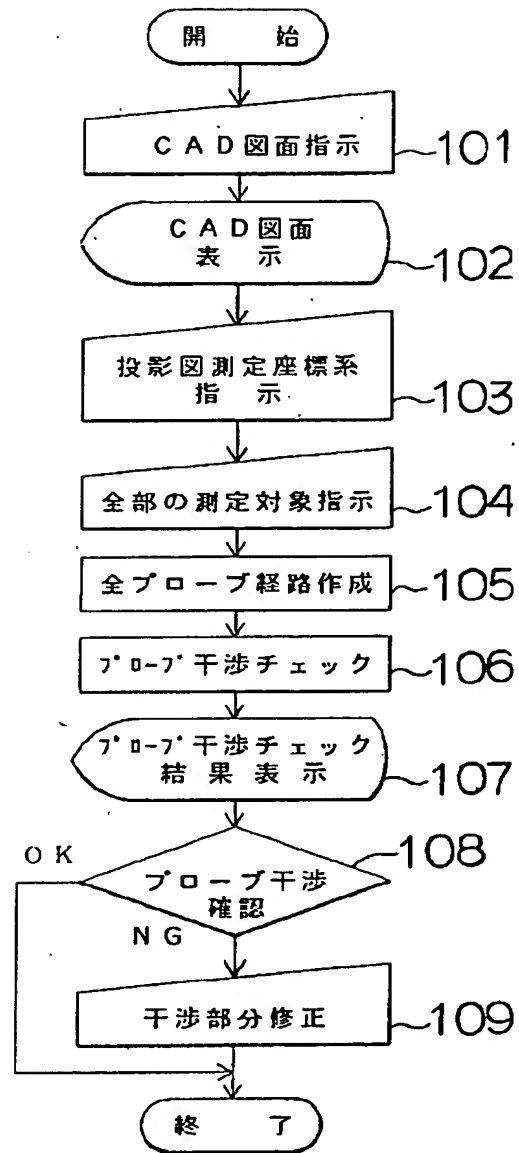 開 始
CAD図面指示 101
CAD図面
表 示 102
投影図測定座標系
指 示 103
全部の測定対象指示 104
全プローブ経路作成 105
プローブ干渉チェック 106
プローブ干渉チェック
結果表示 107
108
OK
プローブ干渉
確認
NG
干渉部分修正 109
終 了